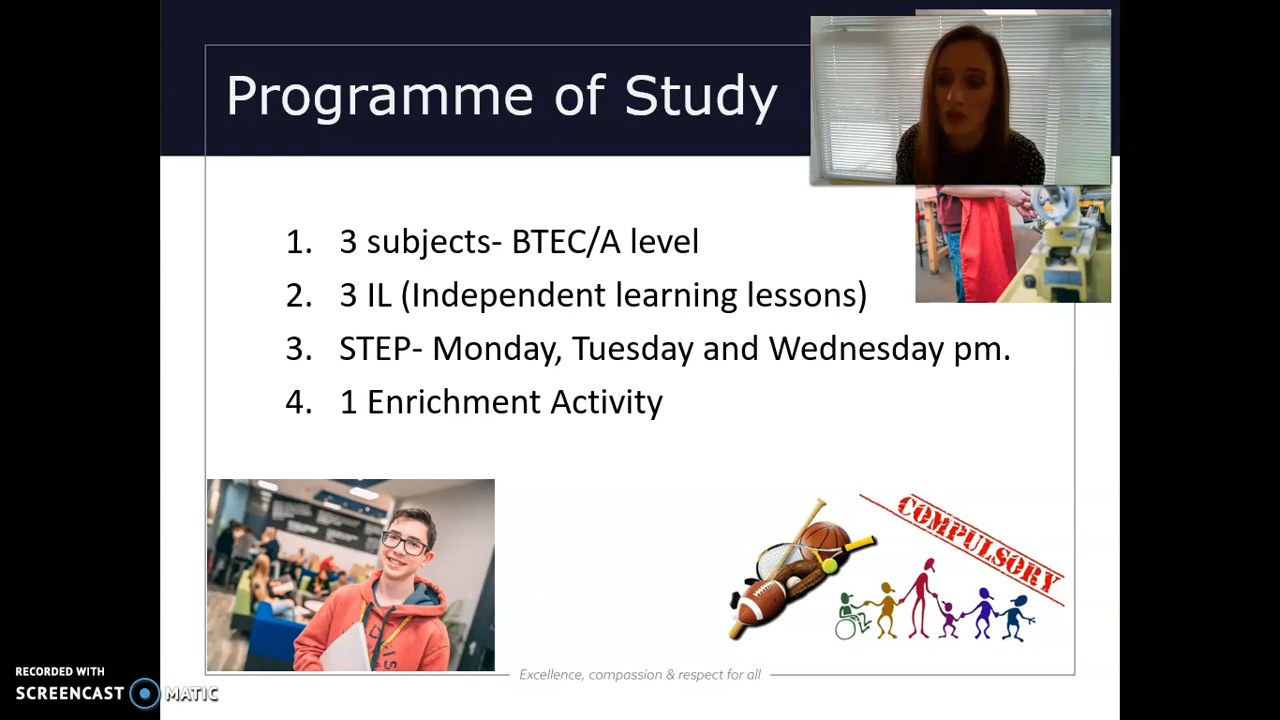 Programme of Study
1. 3 subjects- BTEC/A level
2. 3 IL (Independent learning lessons)
3. STEP- Monday, Tuesday and Wednesday pm.
4. 1 Enrichment Activity
COMPULSORY
Excellence, compassion & respect for all
RECORDED WITH
SCREENCAST MATIC